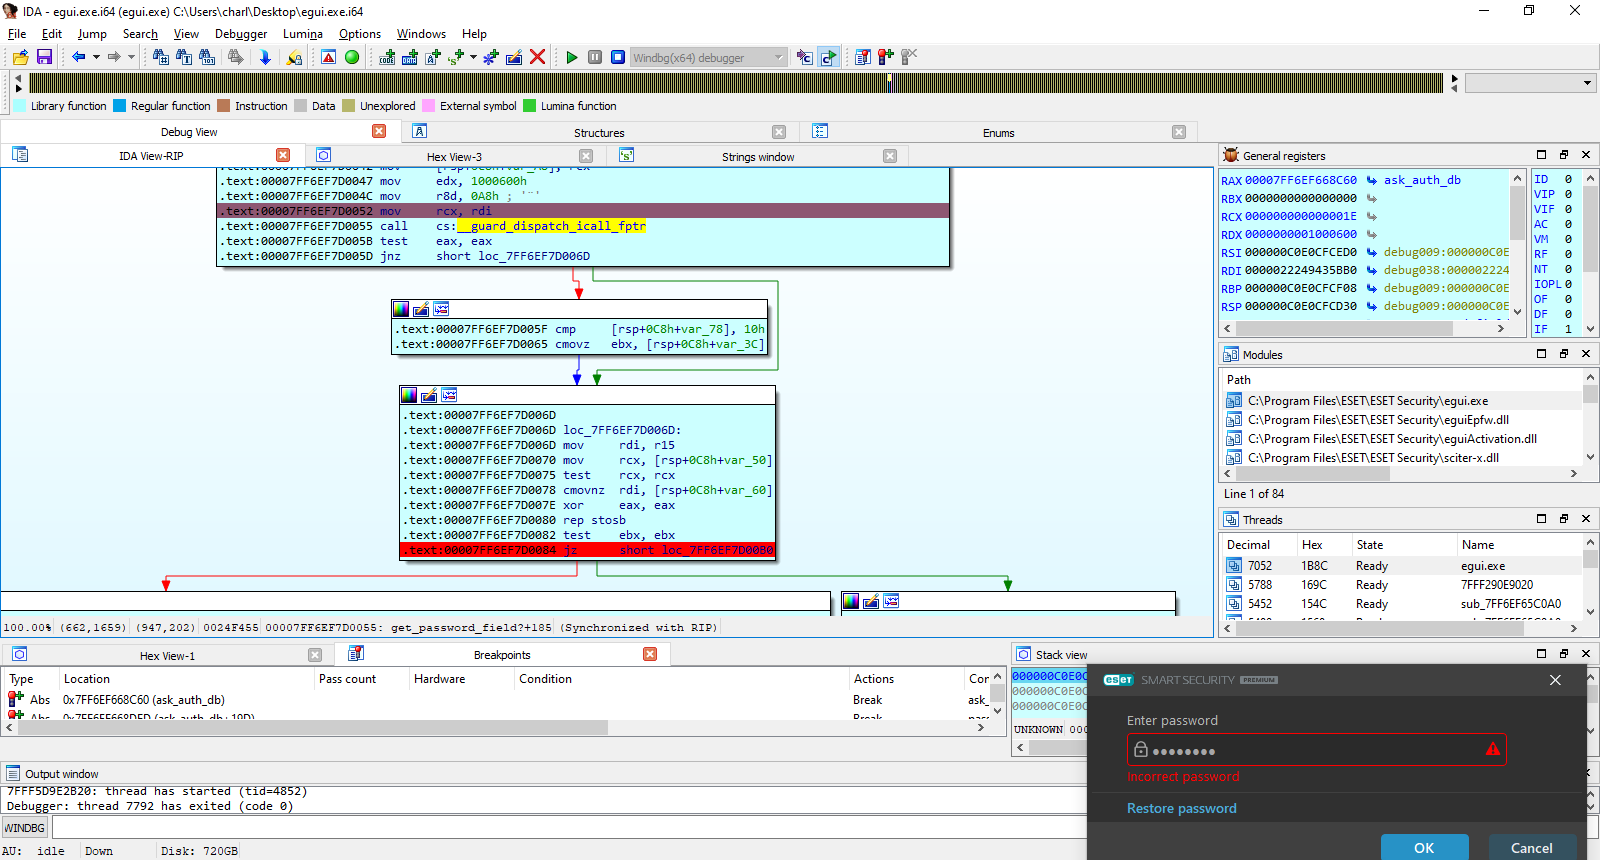 IDA - egui.exe.i64 (egui.exe) C:\Users\charl\Desktop\egui.exe.i64
File Edit Jump Search View Debugger Lumina Options Windows Help
Windbg(x64) debugger
Library function Regular function Instruction Data Unexplored External symbol Lumina function
Debug View Structures Enums
IDA View-RIP Hex View-3 Strings window
.text:00007FF6EF7D0047 mov edx, 1000600h
.text:00007FF6EF7D004C mov r8d, 0A8h ; '¨'
.text:00007FF6EF7D0052 mov rcx, rdi
.text:00007FF6EF7D0055 call cs:__guard_dispatch_icall_fptr
.text:00007FF6EF7D005B test eax, eax
.text:00007FF6EF7D005D jnz short loc_7FF6EF7D006D
.text:00007FF6EF7D005F cmp [rsp+0C8h+var_78], 10h
.text:00007FF6EF7D0065 cmovz ebx, [rsp+0C8h+var_3C]
.text:00007FF6EF7D006D
.text:00007FF6EF7D006D loc_7FF6EF7D006D:
.text:00007FF6EF7D006D mov rdi, r15
.text:00007FF6EF7D0070 mov rcx, [rsp+0C8h+var_50]
.text:00007FF6EF7D0075 test rcx, rcx
.text:00007FF6EF7D0078 cmovnz rdi, [rsp+0C8h+var_60]
.text:00007FF6EF7D007E xor eax, eax
.text:00007FF6EF7D0080 rep stosb
.text:00007FF6EF7D0082 test ebx, ebx
.text:00007FF6EF7D0084 jz short loc_7FF6EF7D00B0
100.00% (662,1659) (947,202) 0024F455 00007FF6EF7D0055: get_password_field?+185 (Synchronized with RIP)
General registers
RAX 00007FF6EF668C60 ask_auth_db
RBX 0000000000000000
RCX 000000000000001E
RDX 0000000001000600
RSI 000000C0E0CFCED0 debug009:000000C0E
RDI 0000022249435BB0 debug038:000002224
RBP 000000C0E0CFCF08 debug009:000000C0E
RSP 000000C0E0CFCD30 debug009:000000C0E
ID 0
VIP 0
VIF 0
AC 0
VM 0
RF 0
NT 0
IOPL 0
OF 0
DF 0
IF 1
Modules
Path
C:\Program Files\ESET\ESET Security\egui.exe
C:\Program Files\ESET\ESET Security\eguiEpfw.dll
C:\Program Files\ESET\ESET Security\eguiActivation.dll
C:\Program Files\ESET\ESET Security\sciter-x.dll
Line 1 of 84
Threads
Decimal Hex State Name
7052 1B8C Ready egui.exe
5788 169C Ready 7FFF290E9020
5452 154C Ready sub_7FF6EF65C0A0
Hex View-1 Breakpoints
Type Location Pass count Hardware Condition Actions Cor
Abs 0x7FF6EF668C60 (ask_auth_db) Break ask_
Abs 0x7FF6EF668DFD (ask_auth_db+19D) Break
Stack view
000000C0E0C
000000C0E0C
000000C0E0C
UNKNOWN 000
Output window
7FFF5D9E2B20: thread has started (tid=4852)
Debugger: thread 7792 has exited (code 0)
WINDBG
AU: idle Down Disk: 720GB
eset SMART SECURITY PREMIUM
Enter password
Incorrect password
Restore password
OK Cancel